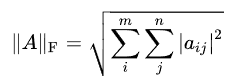 ‖A‖_F = √(∑_i^m ∑_j^n |a_ij|²)